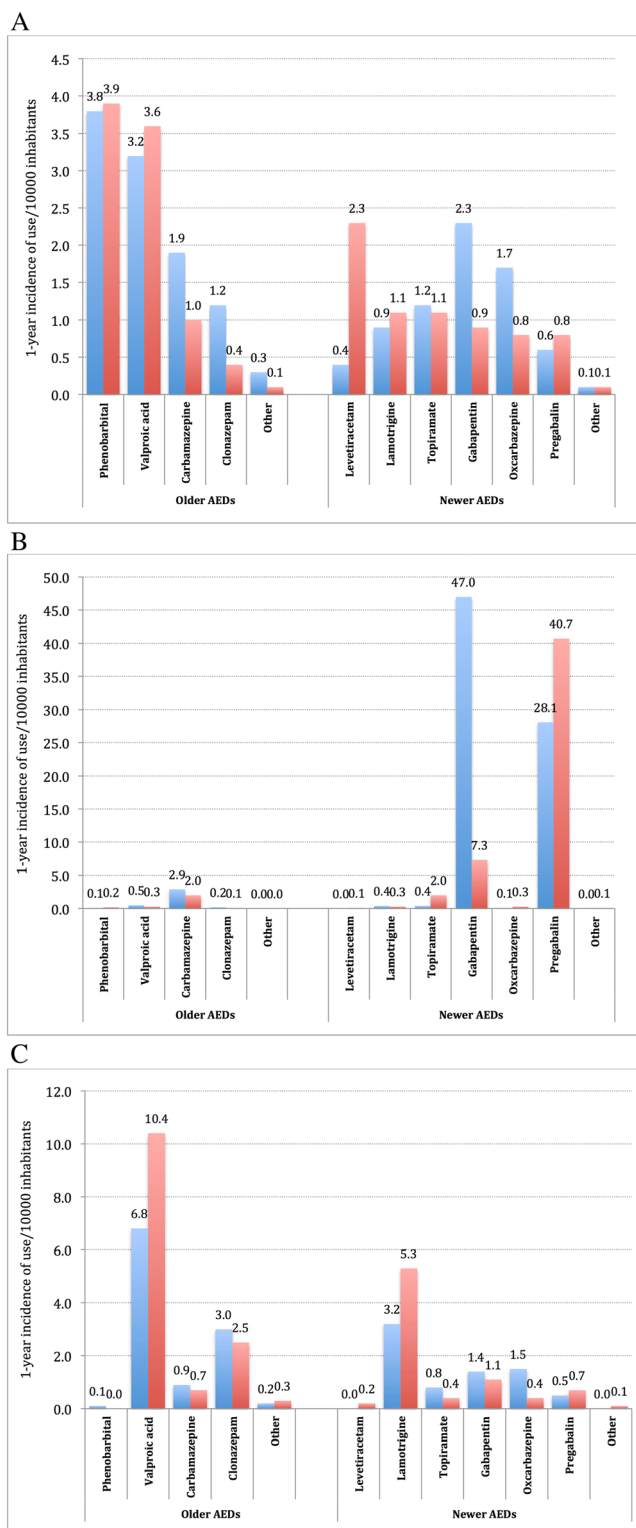 A
1-year incidence of use/10000 inhabitants
4.5
4.0
3.5
3.0
2.5
2.0
1.5
1.0
0.5
0.0
3.8 3.9
3.2 3.6
1.9 1.0
1.2 0.4
0.3 0.1
0.4 2.3
0.9 1.1
1.2 1.1
2.3 0.9
1.7 0.8
0.6 0.8
0.1 0.1
Phenobarbital
Valproic acid
Carbamazepine
Clonazepam
Other
Levetiracetam
Lamotrigine
Topiramate
Gabapentin
Oxcarbazepine
Pregabalin
Other
Older AEDs
Newer AEDs
B
1-year incidence of use/10000 inhabitants
50.0
45.0
40.0
35.0
30.0
25.0
20.0
15.0
10.0
5.0
0.0
0.1 0.2
0.5 0.3
2.9 2.0
0.2 0.1
0.0 0.0
0.0 0.1
0.4 0.3
0.4 2.0
47.0 7.3
0.1 0.3
28.1 40.7
0.0 0.1
Phenobarbital
Valproic acid
Carbamazepine
Clonazepam
Other
Levetiracetam
Lamotrigine
Topiramate
Gabapentin
Oxcarbazepine
Pregabalin
Other
Older AEDs
Newer AEDs
C
1-year incidence of use/10000 inhabitants
12.0
10.0
8.0
6.0
4.0
2.0
0.0
0.1 0.0
6.8 10.4
0.9 0.7
3.0 2.5
0.2 0.3
0.0 0.2
3.2 5.3
0.8 0.4
1.4 1.1
1.5 0.4
0.5 0.7
0.0 0.1
Phenobarbital
Valproic acid
Carbamazepine
Clonazepam
Other
Levetiracetam
Lamotrigine
Topiramate
Gabapentin
Oxcarbazepine
Pregabalin
Other
Older AEDs
Newer AEDs